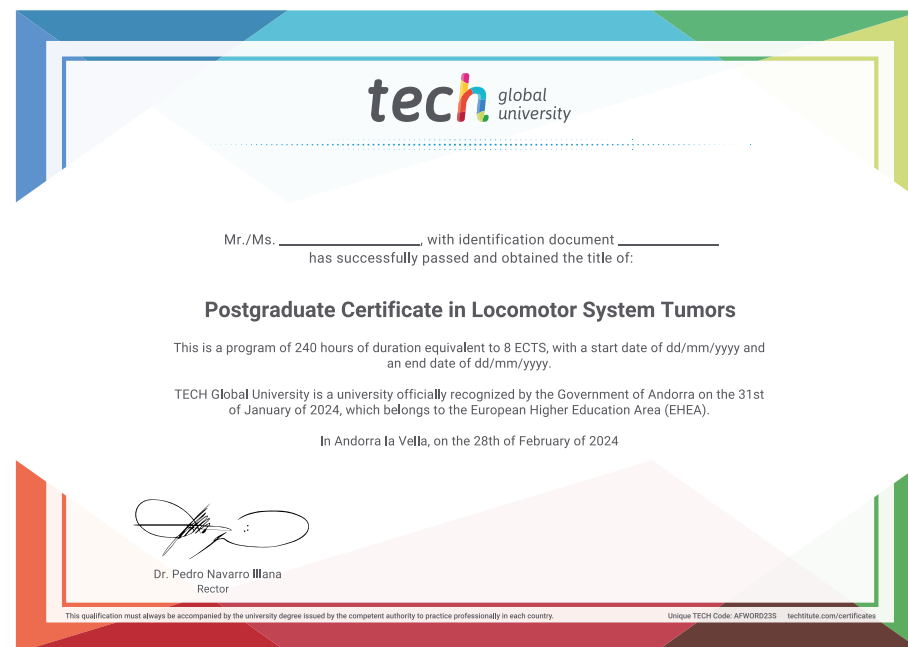 tech global university
Mr./Ms. ____________________, with identification document ______________
has successfully passed and obtained the title of:
Postgraduate Certificate in Locomotor System Tumors
This is a program of 240 hours of duration equivalent to 8 ECTS, with a start date of dd/mm/yyyy and
an end date of dd/mm/yyyy.
TECH Global University is a university officially recognized by the Government of Andorra on the 31st
of January of 2024, which belongs to the European Higher Education Area (EHEA).
In Andorra la Vella, on the 28th of February of 2024
Dr. Pedro Navarro Illana
Rector
This qualification must always be accompanied by the university degree issued by the competent authority to practice professionally in each country. Unique TECH Code: AFWORD23S techtitute.com/certificates